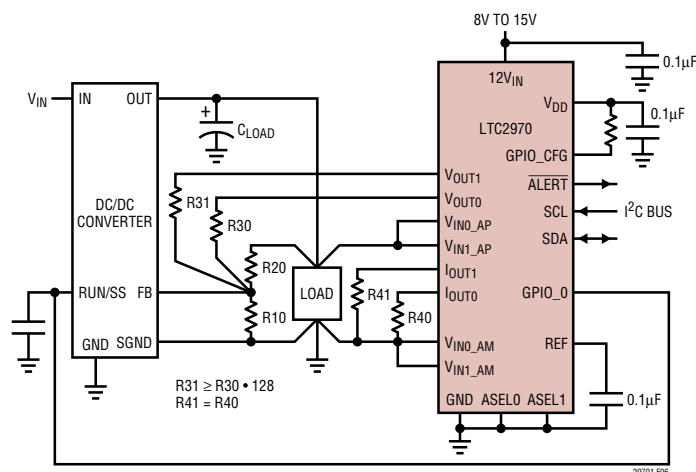 8V TO 15V
0.1µF
12VIN
VIN
IN
OUT
+
CLOAD
VDD
0.1µF
LTC2970
GPIO_CFG
VOUT1
R31
DC/DC
CONVERTER
R30
VOUT0
ALERT
SCL
I2C BUS
VIN0_AP
R20
VIN1_AP
SDA
IOUT1
RUN/SS
FB
LOAD
R41
IOUT0
GPIO_0
R10
R40
GND
SGND
VIN0_AM
REF
VIN1_AM
R31 ≥ R30 • 128
R41 = R40
0.1µF
GND
ASEL0
ASEL1
29701 F06